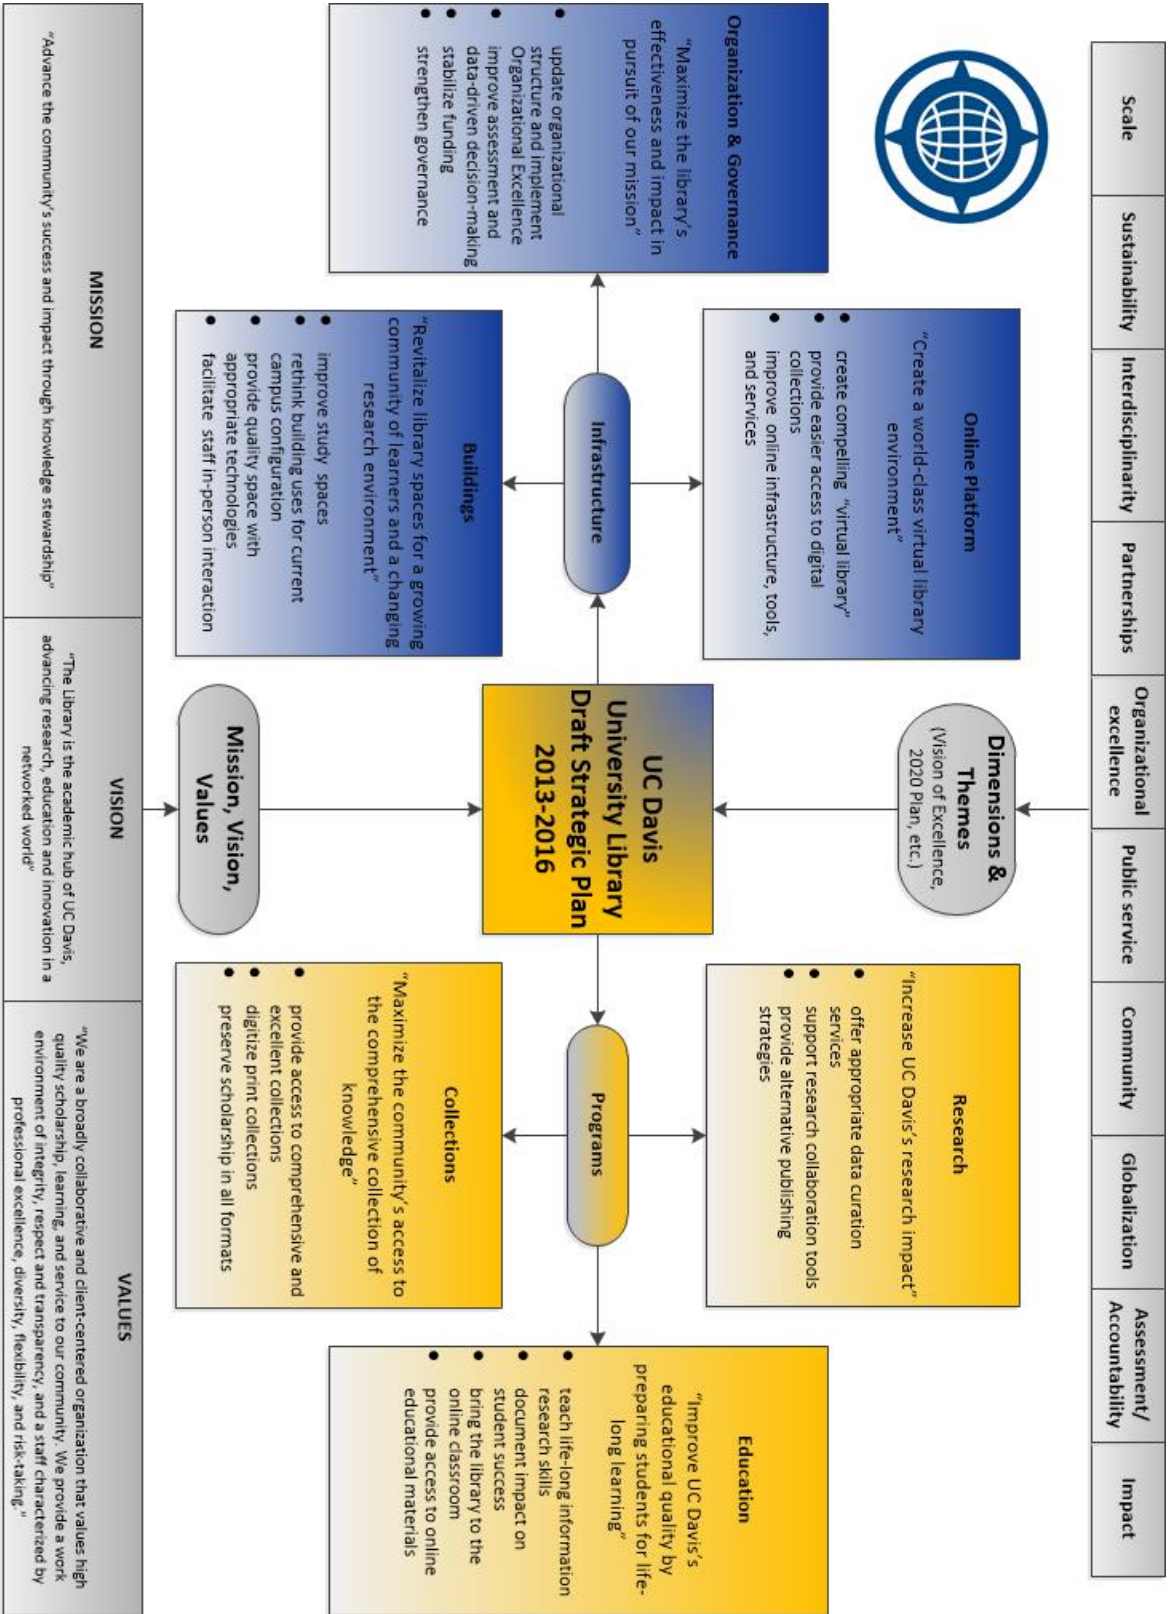 Scale
Sustainability
Interdisciplinarity
Partnerships
Organizational
excellence
Public service
Community
Globalization
Assessment/
Accountability
Impact
Dimensions &
Themes
(Vision of Excellence,
2020 Plan, etc.)
Online Platform
“Create a world-class virtual library
environment”
● create compelling “virtual library”
● provide easier access to digital
collections
● improve online infrastructure, tools,
and services
Research
“Increase UC Davis’s research impact”
● offer appropriate data curation
services
● support research collaboration tools
● provide alternative publishing
strategies
Organization & Governance
“Maximize the library’s
effectiveness and impact in
pursuit of our mission”
● update organizational
structure and implement
Organizational Excellence
● improve assessment and
data-driven decision-making
● stabilize funding
● strengthen governance
Infrastructure
UC Davis
University Library
Draft Strategic Plan
2013-2016
Programs
Education
“Improve UC Davis’s
educational quality by
preparing students for life-
long learning”
● teach life-long information
research skills
● document impact on
student success
● bring the library to the
online classroom
● provide access to online
educational materials
Buildings
“Revitalize library spaces for a growing
community of learners and a changing
research environment”
● improve study spaces
● rethink building uses for current
campus configuration
● provide quality space with
appropriate technologies
● facilitate staff in-person interaction
Collections
“Maximize the community’s access to
the comprehensive collection of
knowledge”
● provide access to comprehensive and
excellent collections
● digitize print collections
● preserve scholarship in all formats
Mission, Vision,
Values
MISSION
“Advance the community’s success and impact through knowledge stewardship”
VISION
“The Library is the academic hub of UC Davis,
advancing research, education and innovation in a
networked world”
VALUES
“We are a broadly collaborative and client-centered organization that values high
quality scholarship, learning, and service to our community. We provide a work
environment of integrity, respect and transparency, and a staff characterized by
professional excellence, diversity, flexibility, and risk-taking.”